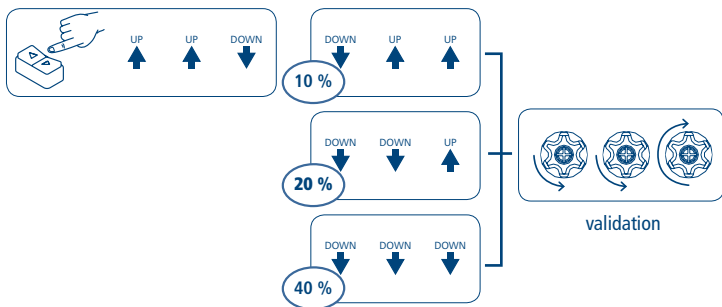 UP UP DOWN
DOWN UP UP
10 %
DOWN DOWN UP
20 %
validation
DOWN DOWN DOWN
40 %